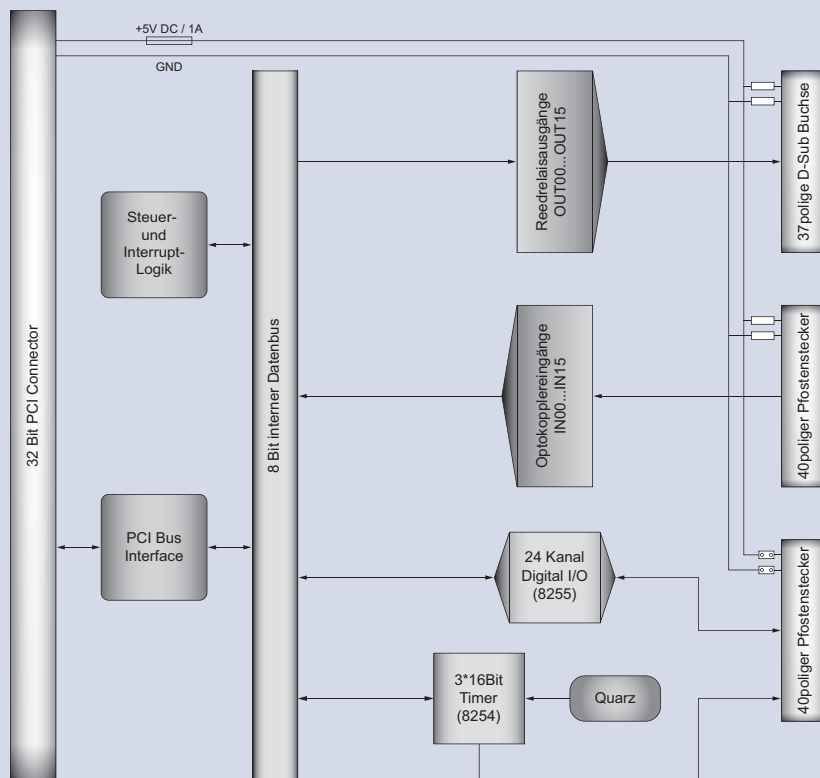 +5V DC / 1A
GND
32 Bit PCI Connector
Steuer-
und
Interrupt-
Logik
PCI Bus
Interface
8 Bit interner Datenbus
Reedrelaisausgänge
OUT00...OUT15
37polige D-Sub Buchse
Optokopplereingänge
IN00...IN15
40poliger Pfostenstecker
24 Kanal
Digital I/O
(8255)
40poliger Pfostenstecker
3*16Bit
Timer
(8254)
Quarz